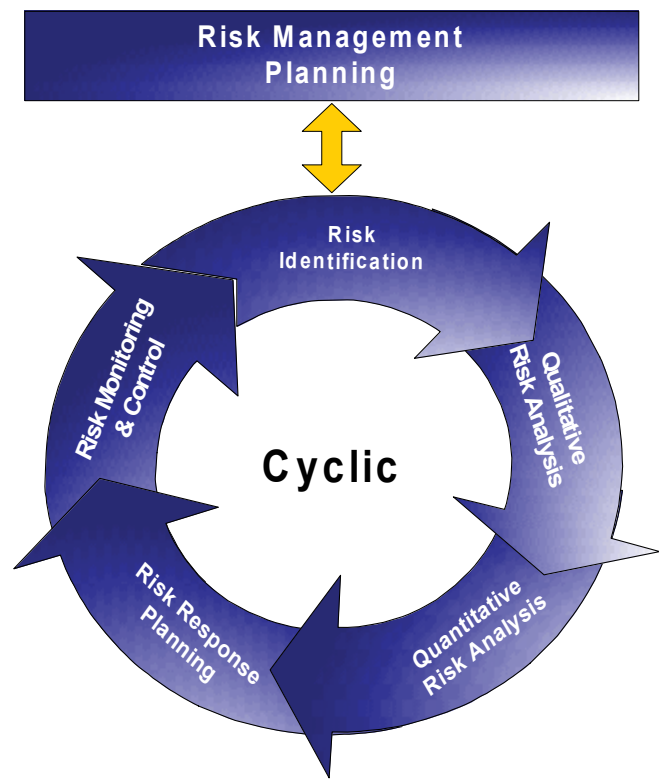 Risk Management
Planning
Risk
Identification
Qualitative
Risk Analysis
Quantitative
Risk Analysis
Risk Response
Planning
Risk Monitoring
& Control
Cyclic